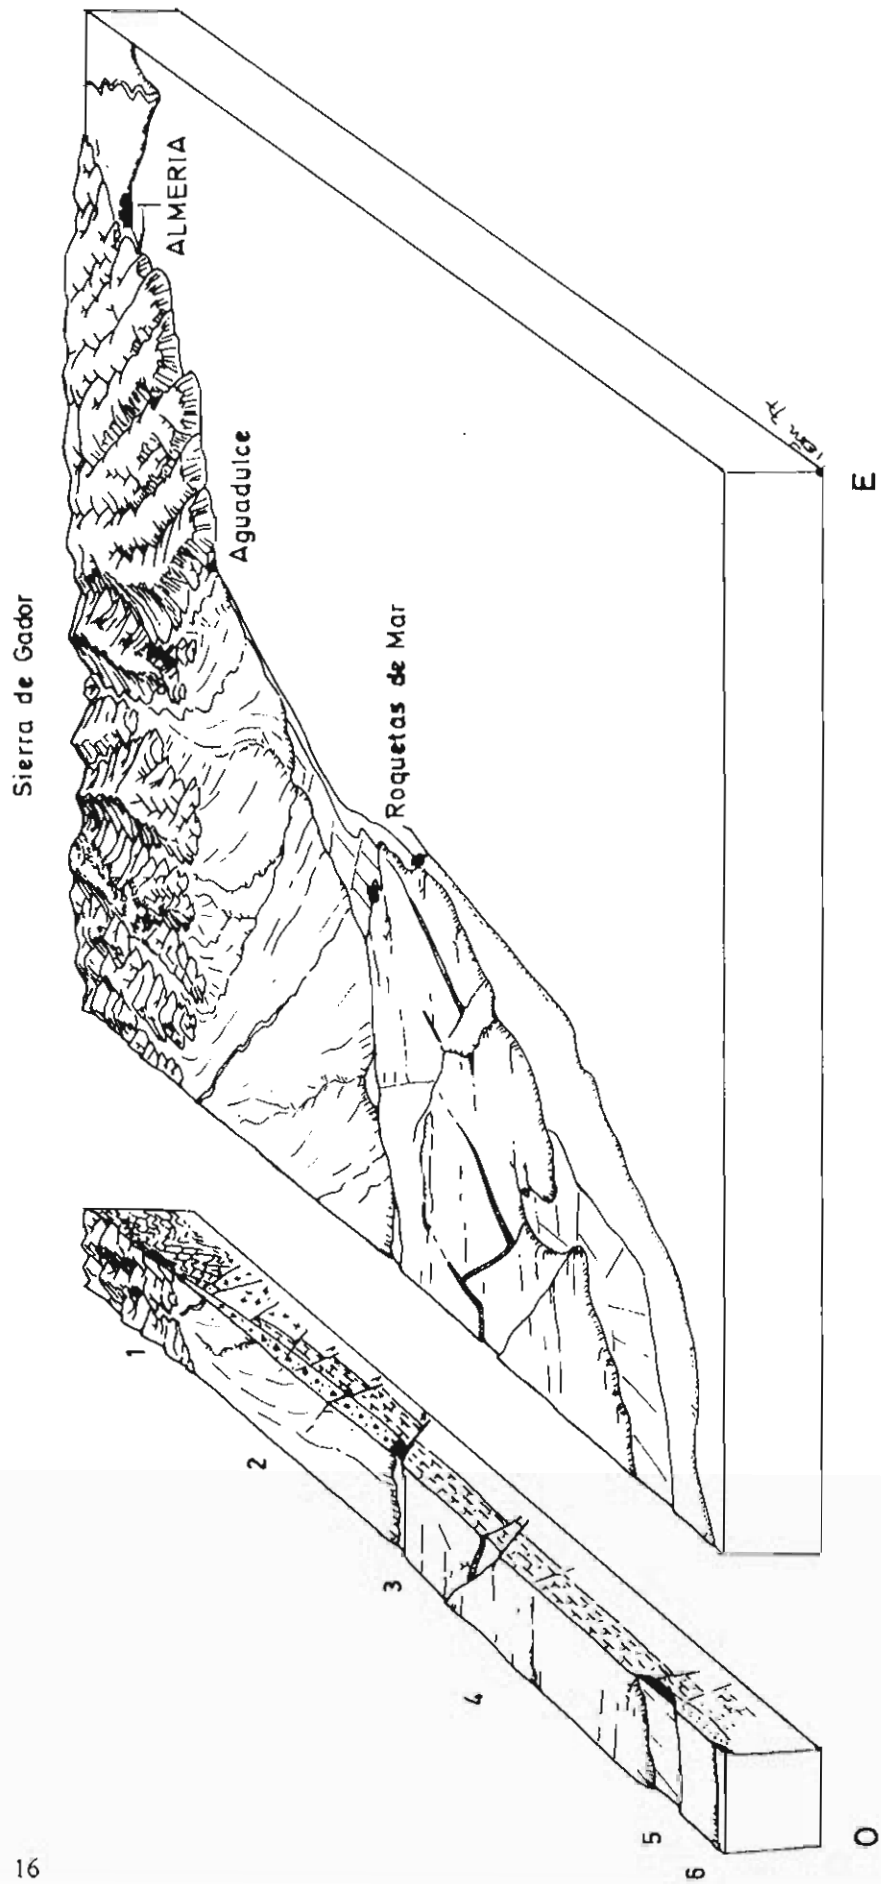 Sierra de Gador
ALMERIA
Aguadulce
Roquetas de Mar
1
2
3
4
5
6
O
E
16